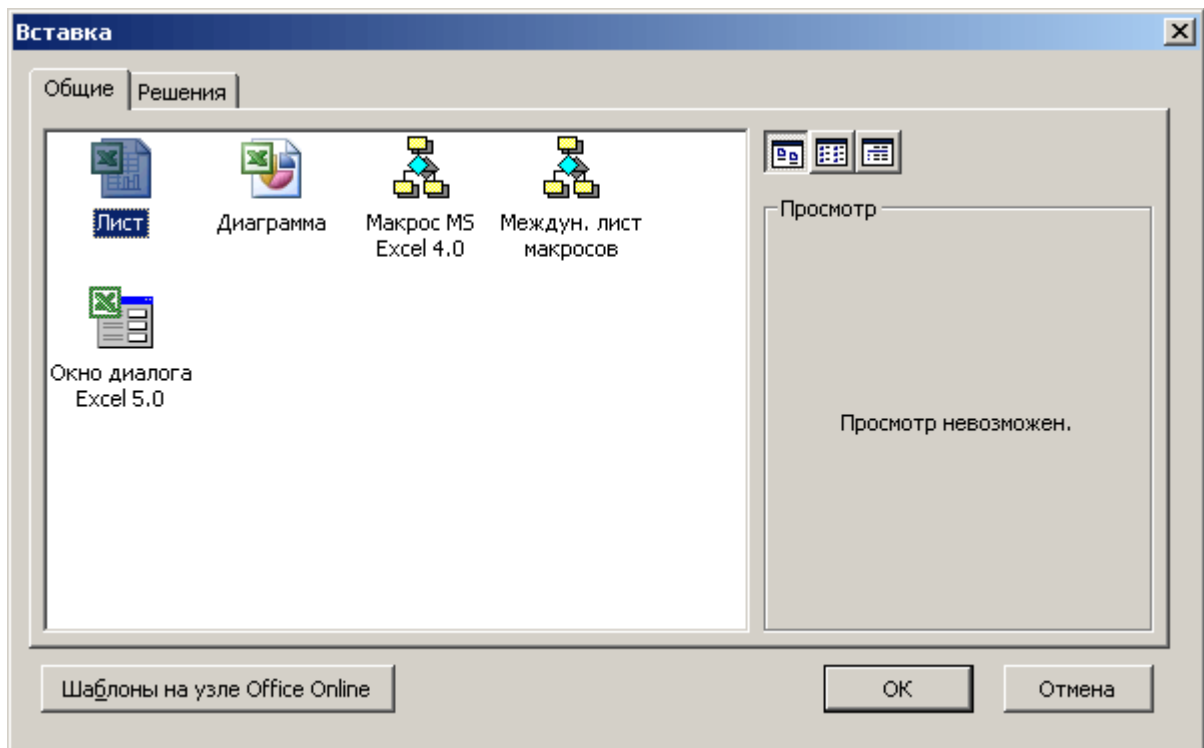 Вставка
Общие
Решения
Лист
Диаграмма
Макрос MS
Excel 4.0
Междун. лист
макросов
Окно диалога
Excel 5.0
Просмотр
Просмотр невозможен.
Шаблоны на узле Office Online
ОК
Отмена